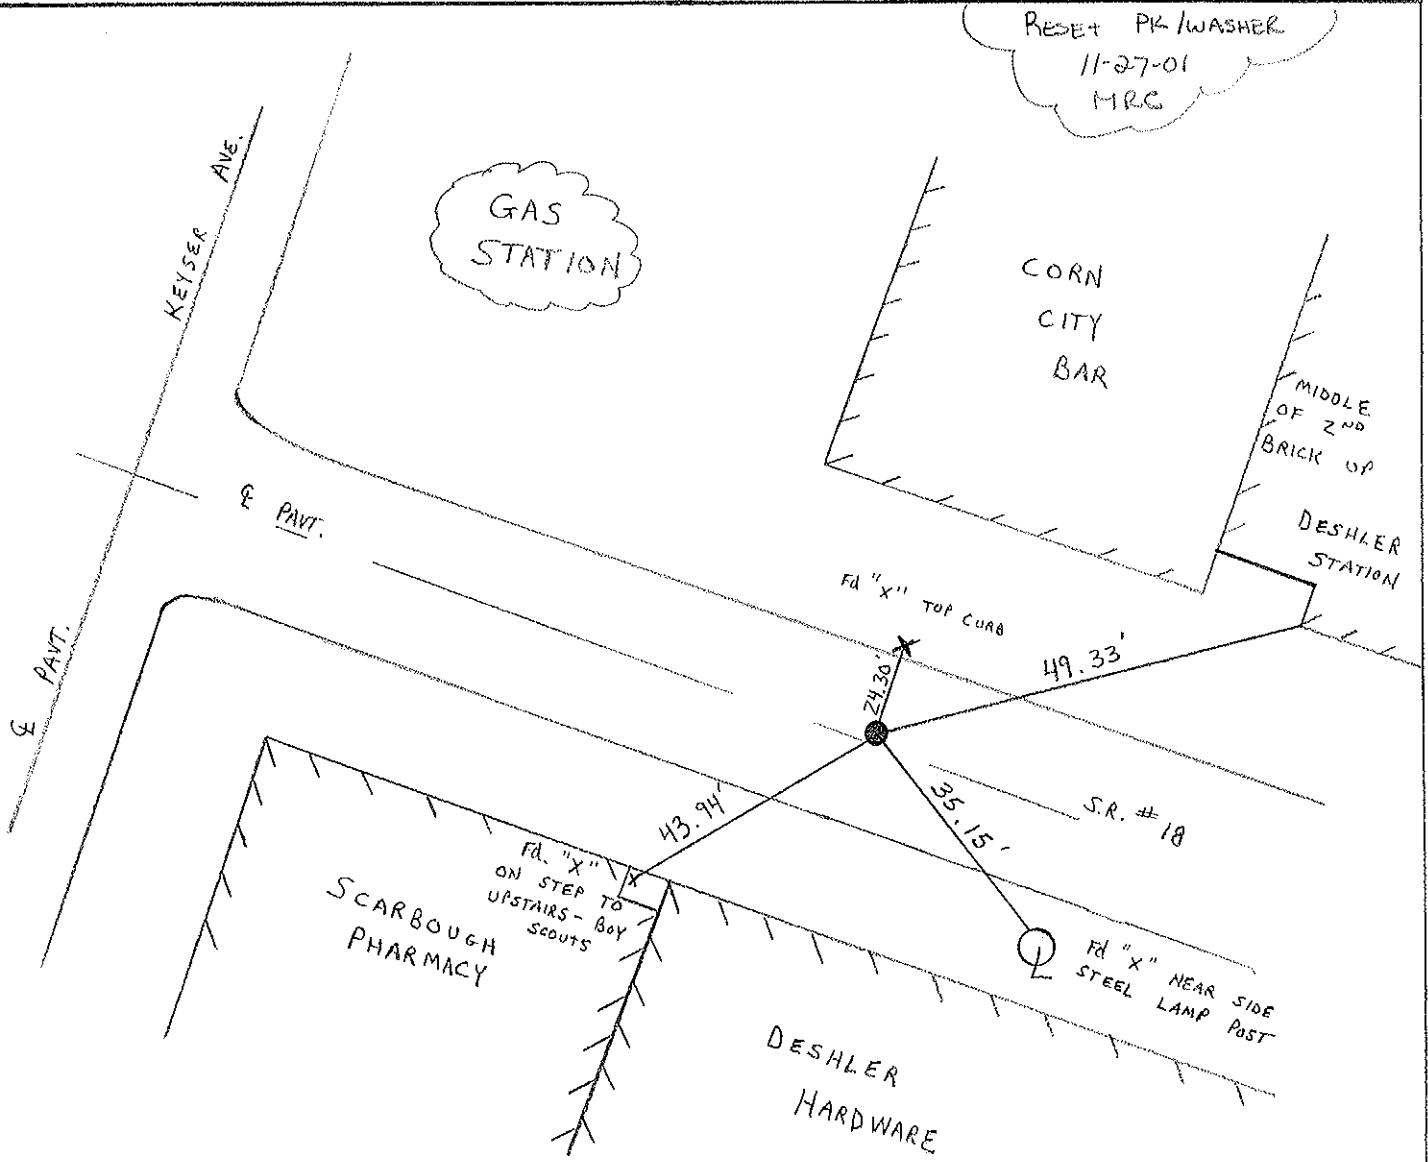 RESET PK/WASHER
11-27-01
MRC
KEYSER AVE.
GAS
STATION
CORN
CITY
BAR
MIDDLE
OF 2ND
BRICK UP
DESHLER
STATION
℄ PAVT.
Fd "X" TOP CURB
24.30'
49.33'
℄ PAVT.
43.94'
35.15'
S.R. #18
Fd. "X"
ON STEP TO
UPSTAIRS - BOY
SCOUTS
SCARBOUGH
PHARMACY
Fd "X" NEAR SIDE
STEEL LAMP POST
DESHLER
HARDWARE